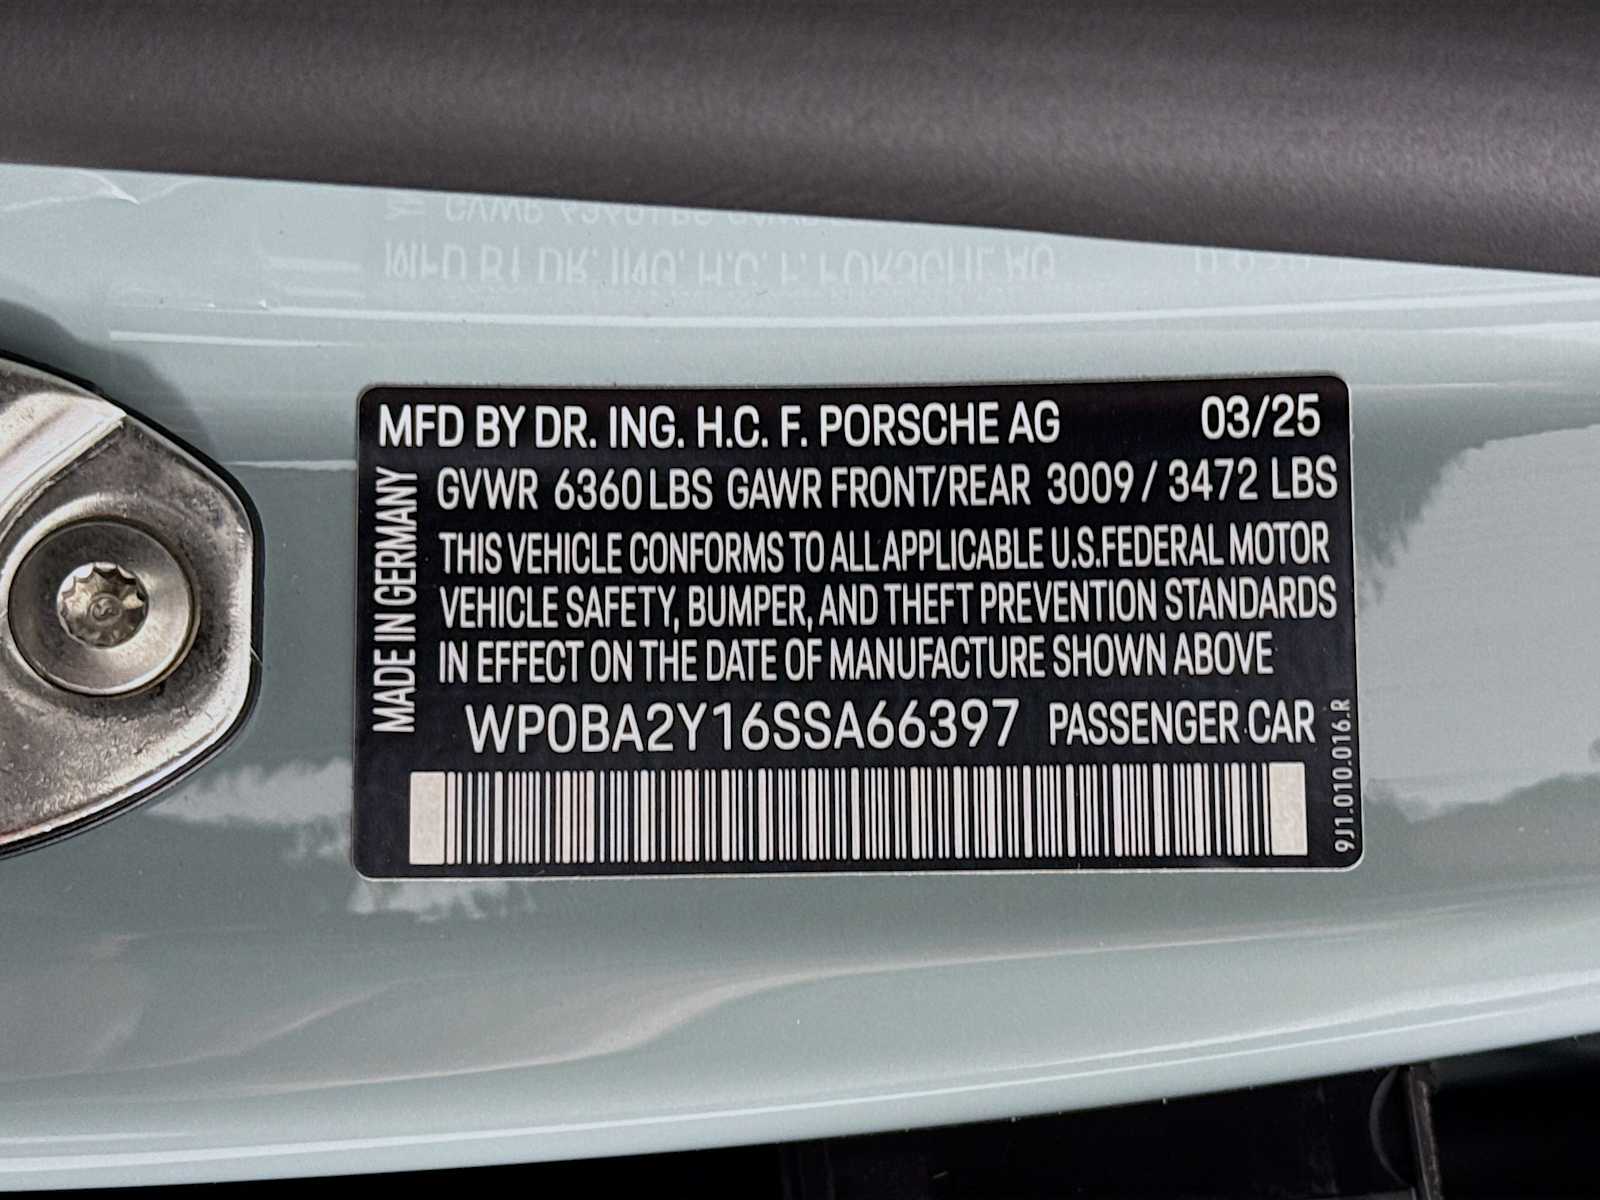 MFD BY DR. ING. H.C. F. PORSCHE AG 03/25
GVWR 6360 LBS GAWR FRONT/REAR 3009 / 3472 LBS
THIS VEHICLE CONFORMS TO ALL APPLICABLE U.S.FEDERAL MOTOR
VEHICLE SAFETY, BUMPER, AND THEFT PREVENTION STANDARDS
IN EFFECT ON THE DATE OF MANUFACTURE SHOWN ABOVE
MADE IN GERMANY
WP0BA2Y16SSA66397 PASSENGER CAR
9J1.010.016.R